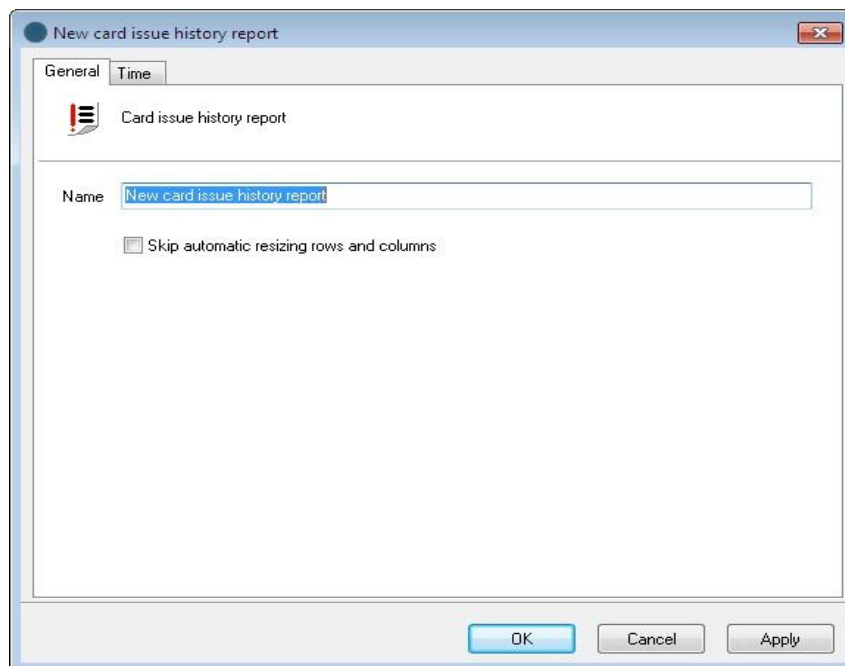 New card issue history report
General Time
Card issue history report
Name New card issue history report
Skip automatic resizing rows and columns
OK Cancel Apply